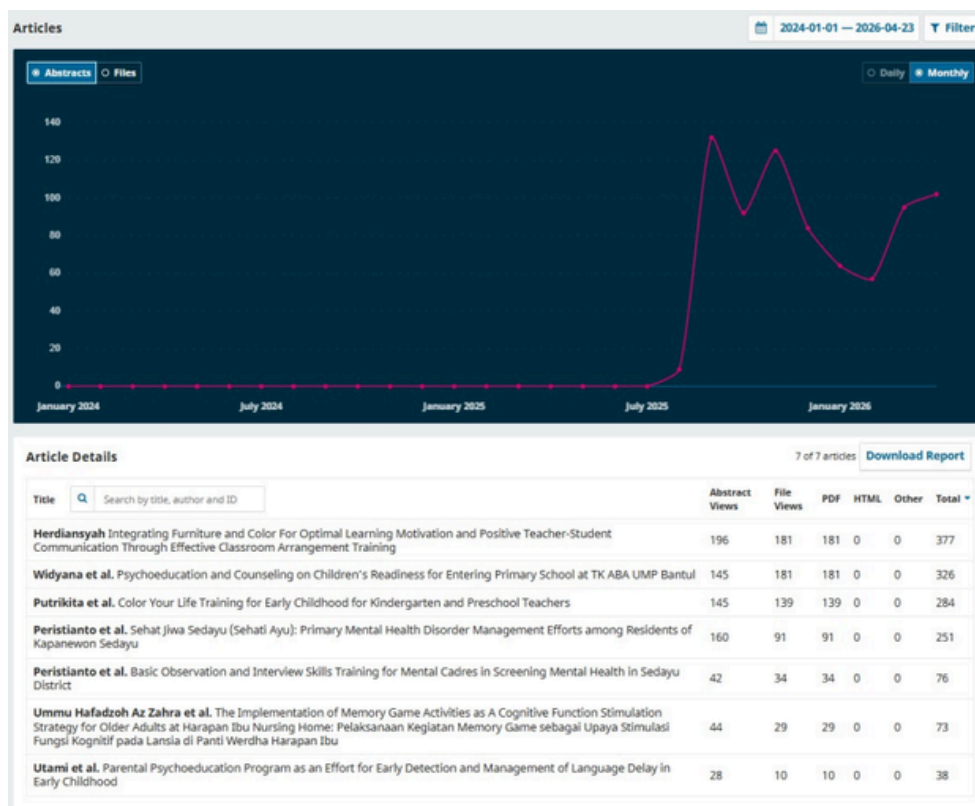 Articles
2024-01-01 — 2026-04-23
Filter
Abstracts Files
Daily Monthly
140
120
100
80
60
40
20
0
January 2024 July 2024 January 2025 July 2025 January 2026
Article Details
7 of 7 articles Download Report
Title Search by title, author and ID
Abstract Views File Views PDF HTML Other Total
Herdiansyah Integrating Furniture and Color For Optimal Learning Motivation and Positive Teacher-Student
Communication Through Effective Classroom Arrangement Training
196 181 181 0 0 377
Widyana et al. Psychoeducation and Counseling on Children's Readiness for Entering Primary School at TK ABA UMP Bantul 145 181 181 0 0 326
Putrikita et al. Color Your Life Training for Early Childhood for Kindergarten and Preschool Teachers 145 139 139 0 0 284
Peristianto et al. Sehat Jiwa Sedayu (Sehati Ayu): Primary Mental Health Disorder Management Efforts among Residents of
Kapanewon Sedayu
160 91 91 0 0 251
Peristianto et al. Basic Observation and Interview Skills Training for Mental Cadres in Screening Mental Health in Sedayu
District
42 34 34 0 0 76
Ummu Hafadzoh Az Zahra et al. The Implementation of Memory Game Activities as A Cognitive Function Stimulation
Strategy for Older Adults at Harapan Ibu Nursing Home: Pelaksanaan Kegiatan Memory Game sebagai Upaya Stimulasi
Fungsi Kognitif pada Lansia di Panti Werdha Harapan Ibu
44 29 29 0 0 73
Utami et al. Parental Psychoeducation Program as an Effort for Early Detection and Management of Language Delay in
Early Childhood
28 10 10 0 0 38